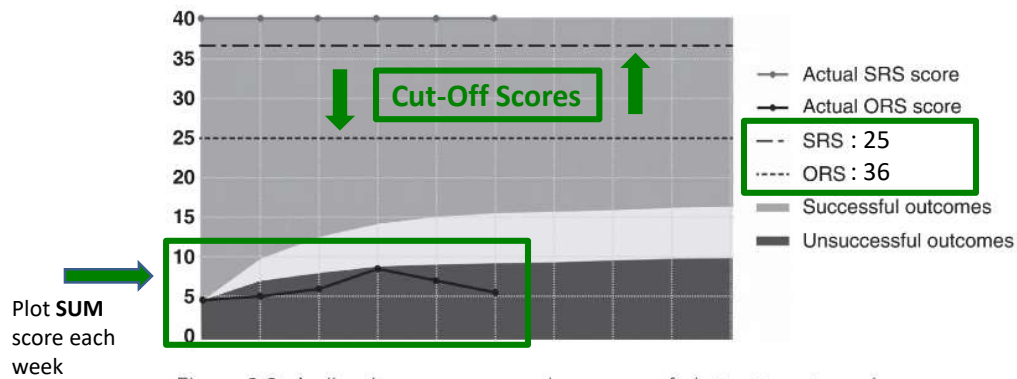 40
35
30
25
20
15
10
5
0
Cut-Off Scores
Actual SRS score
Actual ORS score
SRS : 25
ORS : 36
Successful outcomes
Unsuccessful outcomes
Plot SUM
score each
week